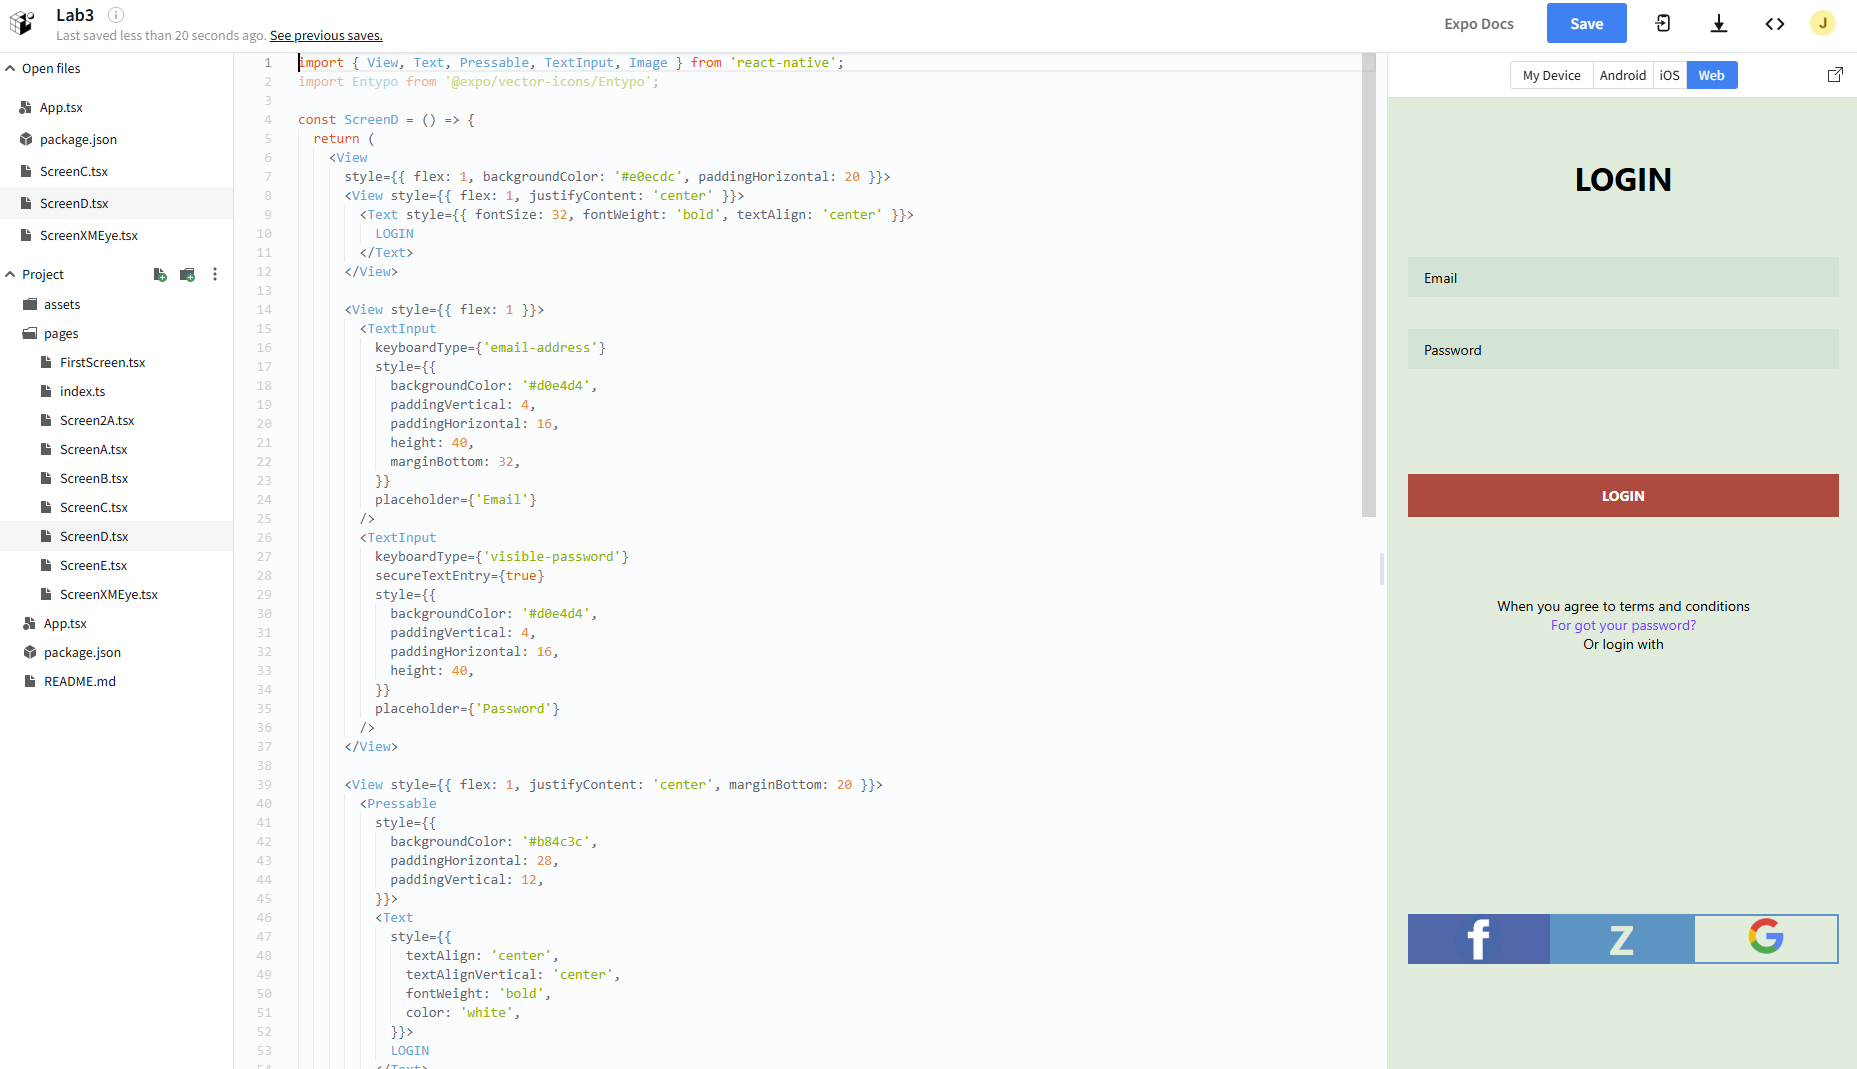 Lab3
Last saved less than 20 seconds ago. See previous saves.
Expo Docs
Save
J
Open files
App.tsx
package.json
ScreenC.tsx
ScreenD.tsx
ScreenXMEye.tsx
Project
assets
pages
FirstScreen.tsx
index.ts
Screen2A.tsx
ScreenA.tsx
ScreenB.tsx
ScreenC.tsx
ScreenD.tsx
ScreenE.tsx
ScreenXMEye.tsx
App.tsx
package.json
README.md
1 import { View, Text, Pressable, TextInput, Image } from 'react-native';
2 import Entypo from '@expo/vector-icons/Entypo';
3
4 const ScreenD = () => {
5 return (
6 <View
7 style={{ flex: 1, backgroundColor: '#e0ecdc', paddingHorizontal: 20 }}>
8 <View style={{ flex: 1, justifyContent: 'center' }}>
9 <Text style={{ fontSize: 32, fontWeight: 'bold', textAlign: 'center' }}>
10 LOGIN
11 </Text>
12 </View>
13
14 <View style={{ flex: 1 }}>
15 <TextInput
16 keyboardType={'email-address'}
17 style={{
18 backgroundColor: '#d0e4d4',
19 paddingVertical: 4,
20 paddingHorizontal: 16,
21 height: 40,
22 marginBottom: 32,
23 }}
24 placeholder={'Email'}
25 />
26 <TextInput
27 keyboardType={'visible-password'}
28 secureTextEntry={true}
29 style={{
30 backgroundColor: '#d0e4d4',
31 paddingVertical: 4,
32 paddingHorizontal: 16,
33 height: 40,
34 }}
35 placeholder={'Password'}
36 />
37 </View>
38
39 <View style={{ flex: 1, justifyContent: 'center', marginBottom: 20 }}>
40 <Pressable
41 style={{
42 backgroundColor: '#b84c3c',
43 paddingHorizontal: 28,
44 paddingVertical: 12,
45 }}>
46 <Text
47 style={{
48 textAlign: 'center',
49 textAlignVertical: 'center',
50 fontWeight: 'bold',
51 color: 'white',
52 }}>
53 LOGIN
54 </Text>
My Device
Android
iOS
Web
LOGIN
Email
Password
LOGIN
When you agree to terms and conditions
For got your password?
Or login with
f
Z
G